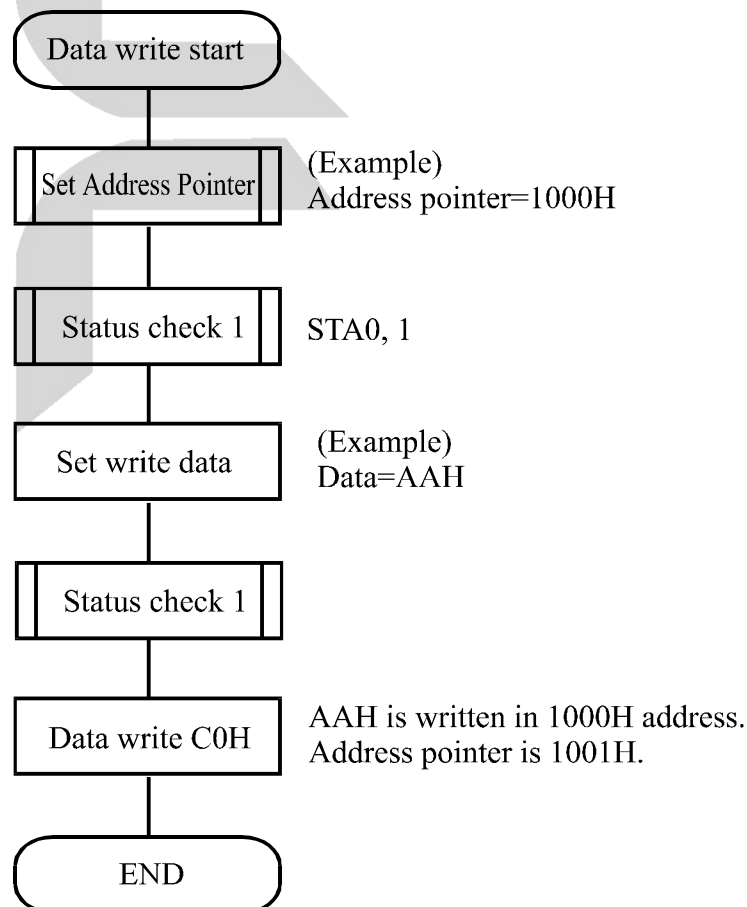 Data write start
Set Address Pointer
(Example)
Address pointer=1000H
Status check 1
STA0, 1
Set write data
(Example)
Data=AAH
Status check 1
Data write C0H
AAH is written in 1000H address.
Address pointer is 1001H.
END